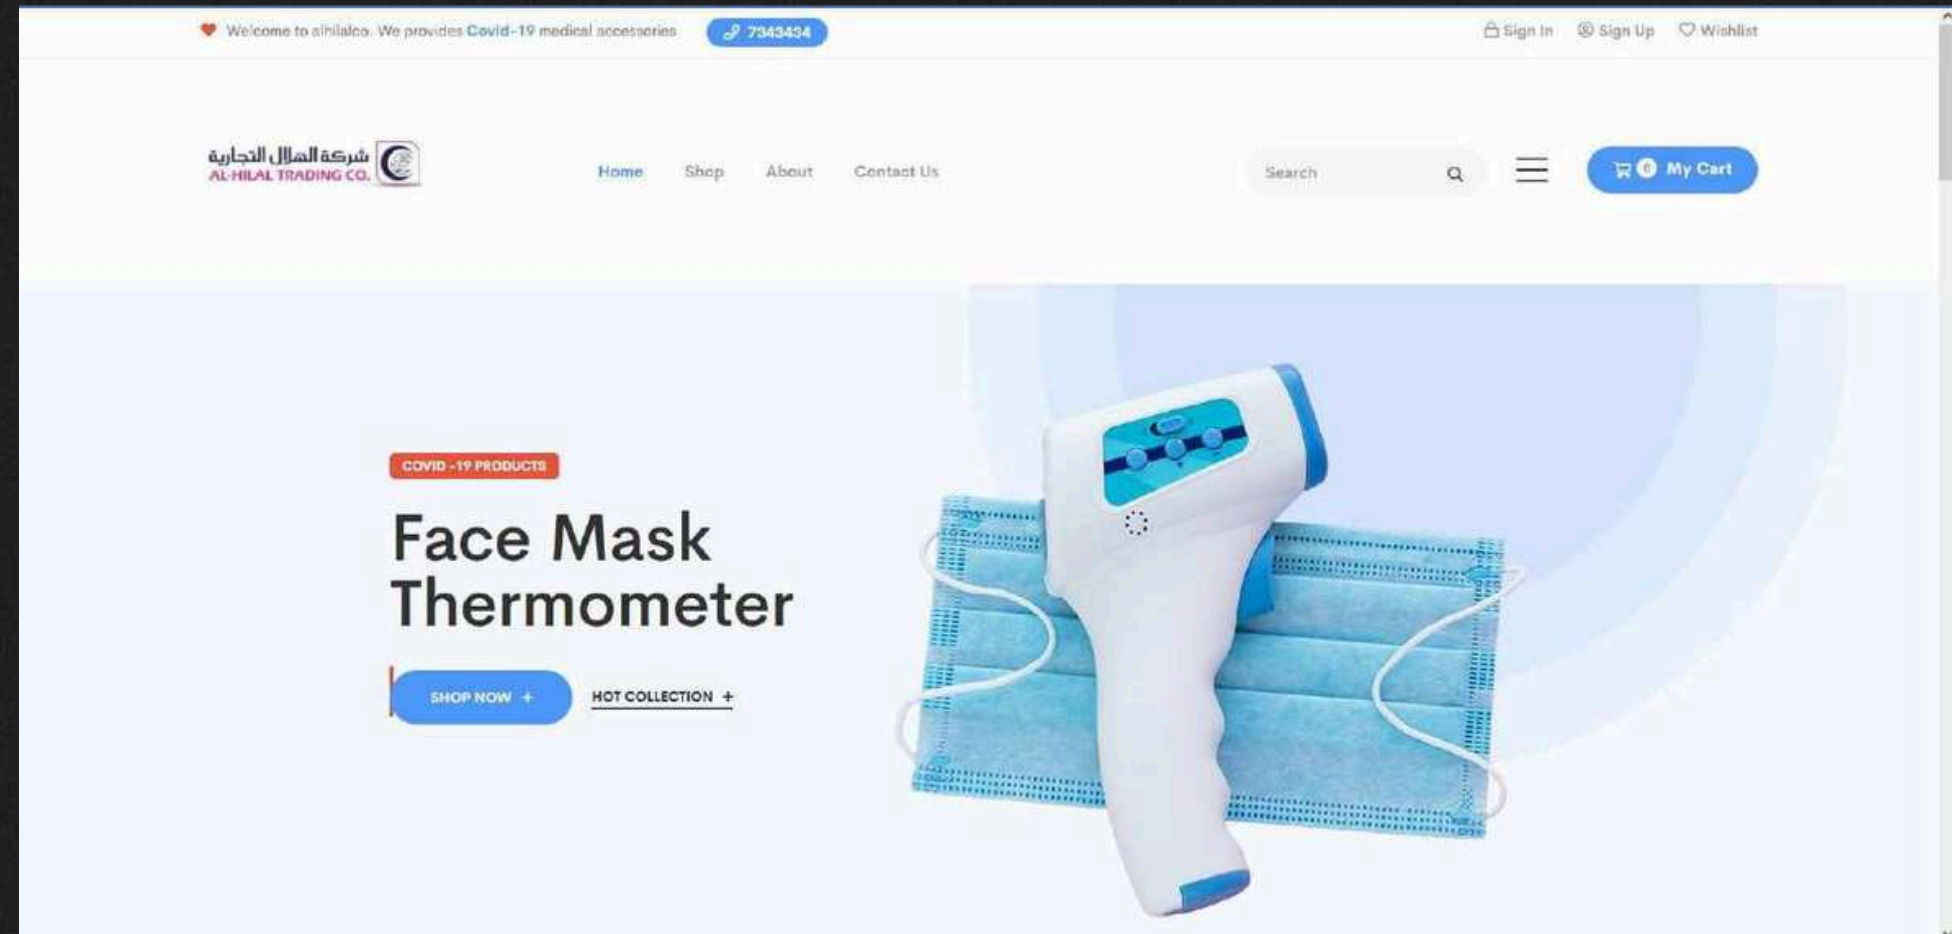 Welcome to alhilalco. We provides Covid-19 medical accessories
7343434
Sign In
Sign Up
Wishlist
شركة الهلال التجارية
AL-HILAL TRADING CO.
Home
Shop
About
Contact Us
Search
0
My Cart
COVID -19 PRODUCTS
Face Mask
Thermometer
SHOP NOW +
HOT COLLECTION +